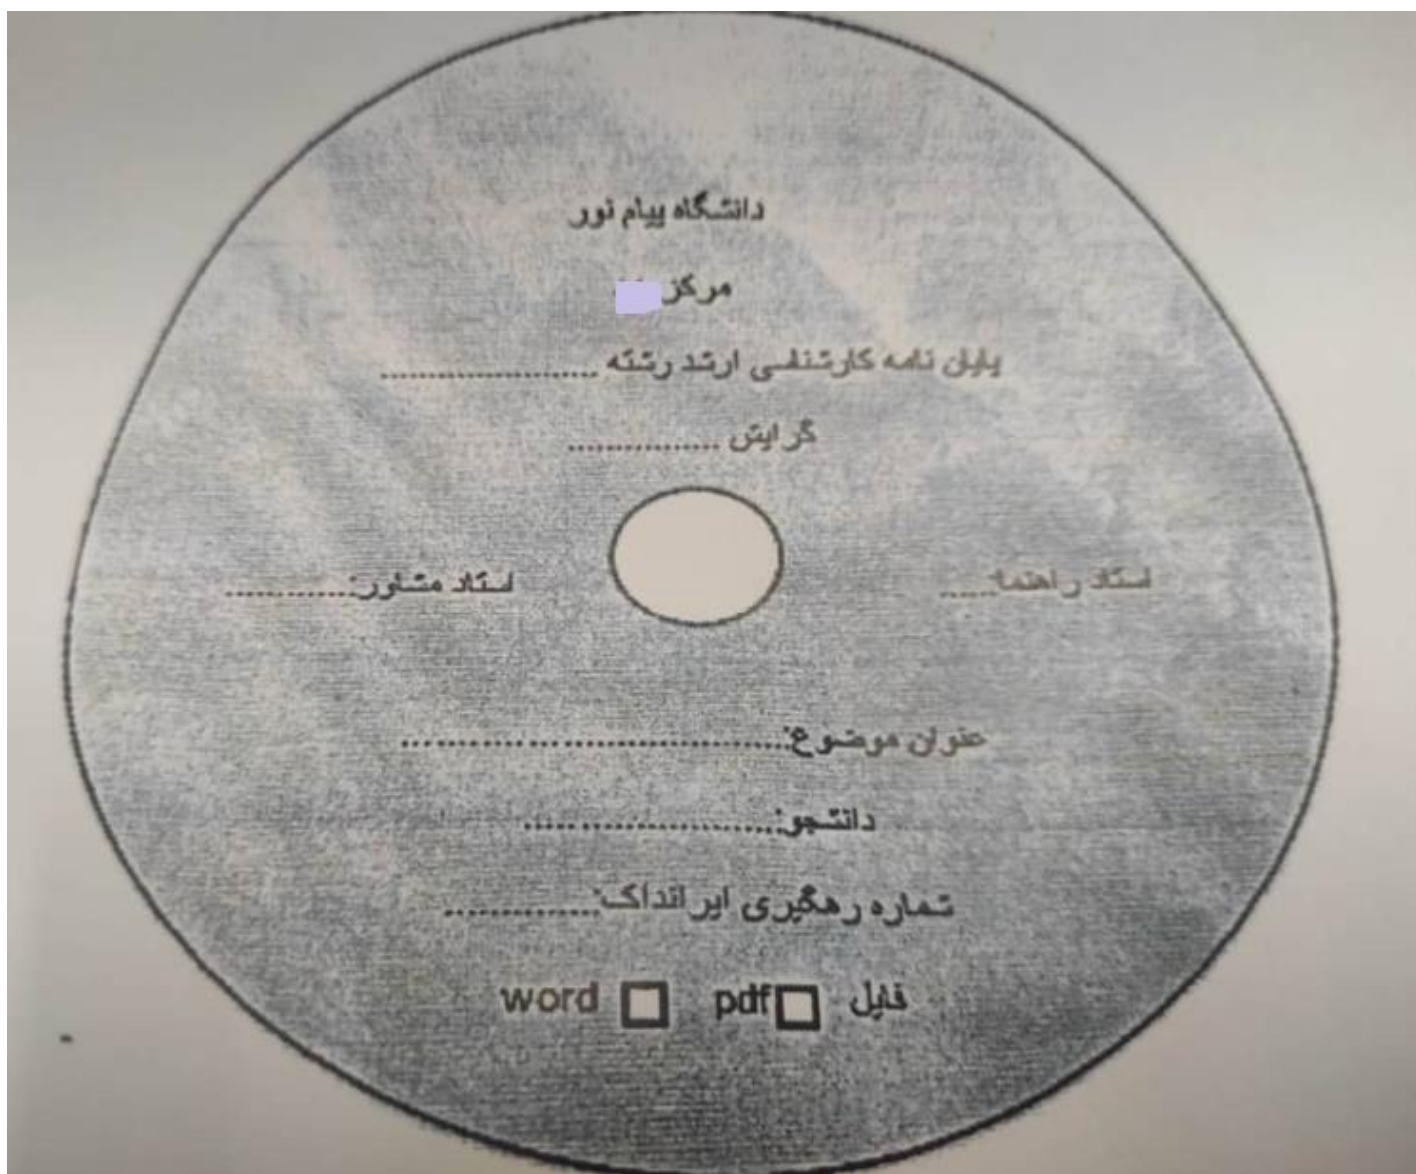 دانشگاه پیام نور
مرکز
پایان نامه کارشناسی ارشد رشته ......................
گرایش ................
استاد راهنما:...... استاد مشاور:.............
عنوان موضوع:........................................
دانشجو:..........................
شماره رهگیری ایرانداک:................
فایل pdf□ word □